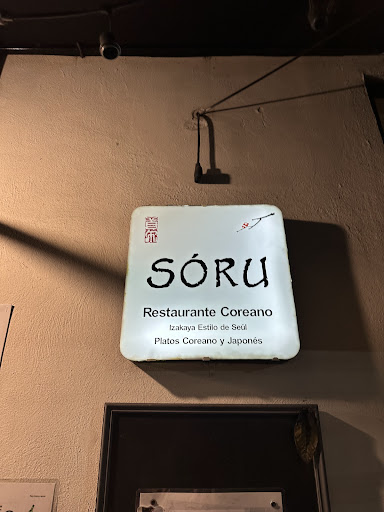 SÓRU
Restaurante Coreano
Izakaya Estilo de Seúl
Platos Coreano y Japonés